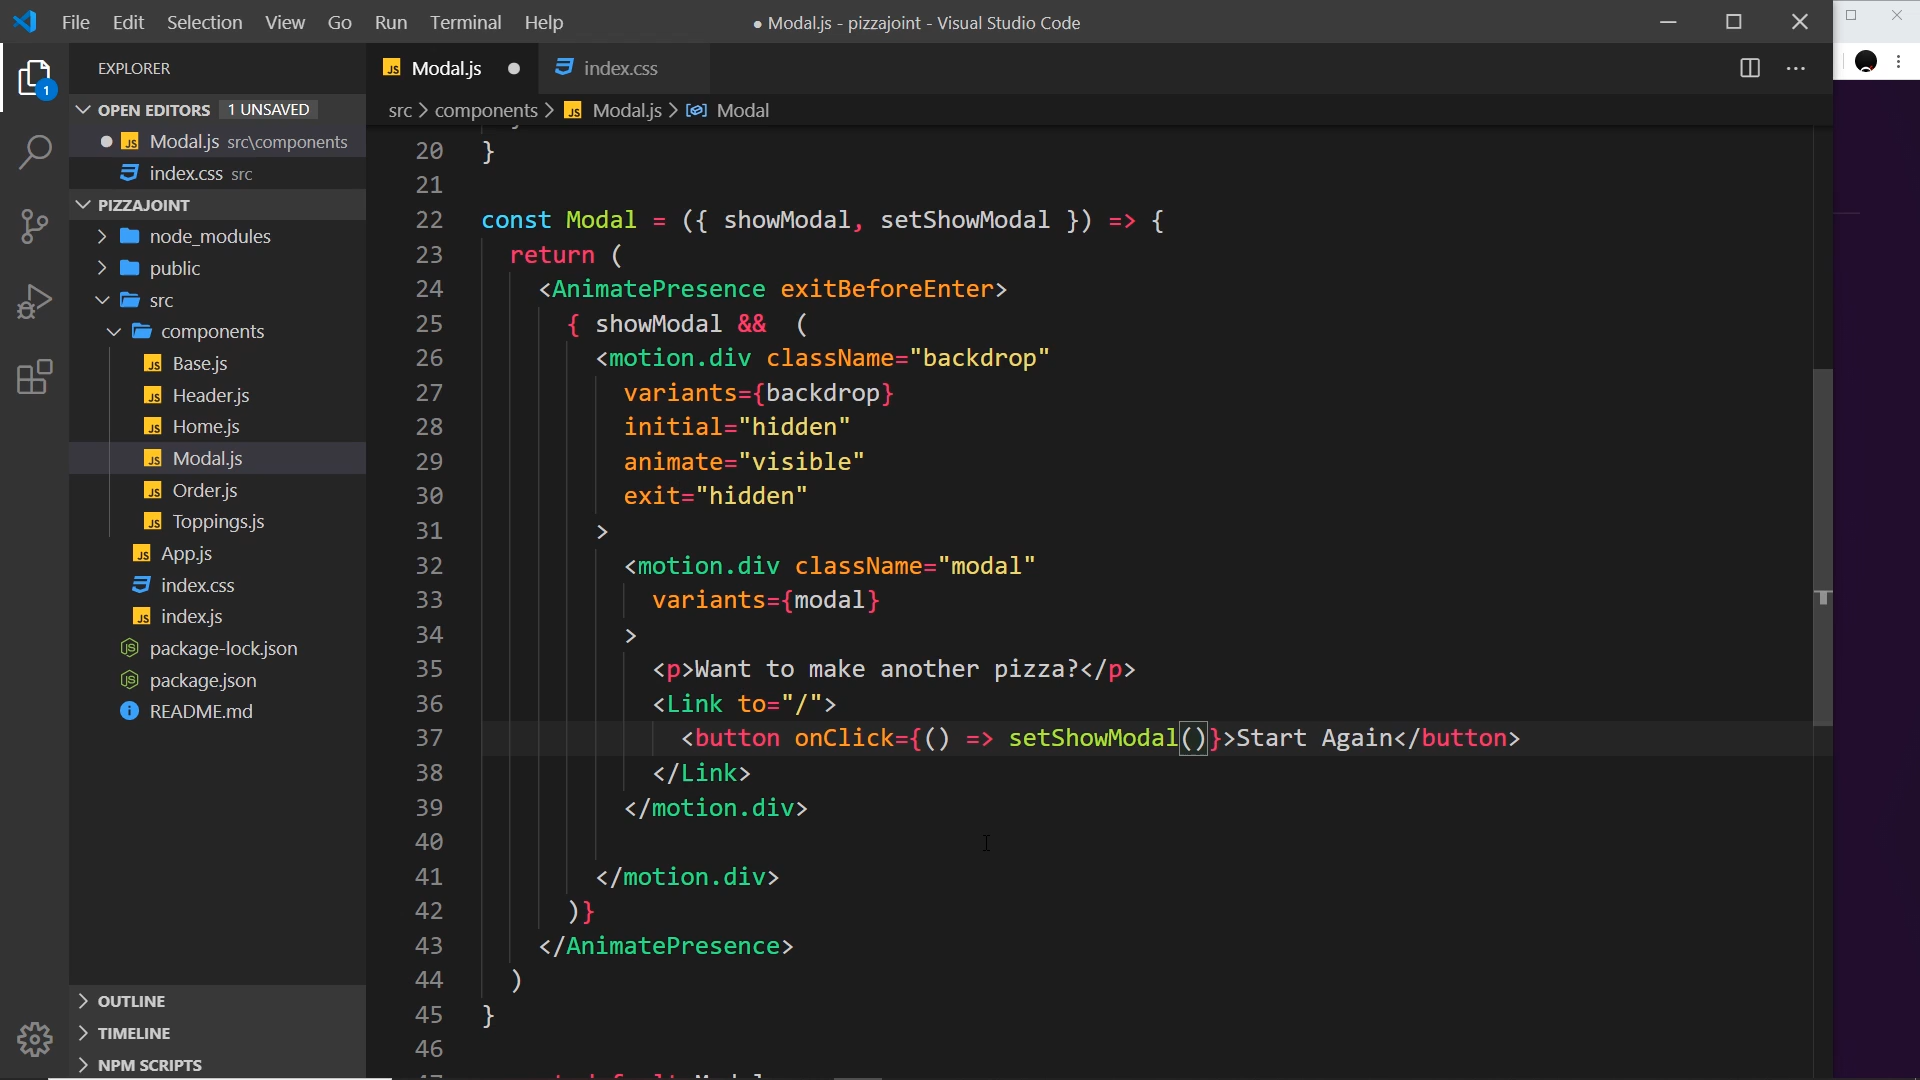 File Edit Selection View Go Run Terminal Help
● Modal.js - pizzajoint - Visual Studio Code
EXPLORER
OPEN EDITORS 1 UNSAVED
Modal.js src\components
index.css src
PIZZAJOINT
node_modules
public
src
components
Base.js
Header.js
Home.js
Modal.js
Order.js
Toppings.js
App.js
index.css
index.js
package-lock.json
package.json
README.md
OUTLINE
TIMELINE
NPM SCRIPTS
1
JS Modal.js ● index.css
src > components > JS Modal.js > Modal
20 }
21
22 const Modal = ({ showModal, setShowModal }) => {
23 return (
24 <AnimatePresence exitBeforeEnter>
25 { showModal && (
26 <motion.div className="backdrop"
27 variants={backdrop}
28 initial="hidden"
29 animate="visible"
30 exit="hidden"
31 >
32 <motion.div className="modal"
33 variants={modal}
34 >
35 <p>Want to make another pizza?</p>
36 <Link to="/">
37 <button onClick={() => setShowModal()}>Start Again</button>
38 </Link>
39 </motion.div>
40
41 </motion.div>
42 )}
43 </AnimatePresence>
44 )
45 }
46